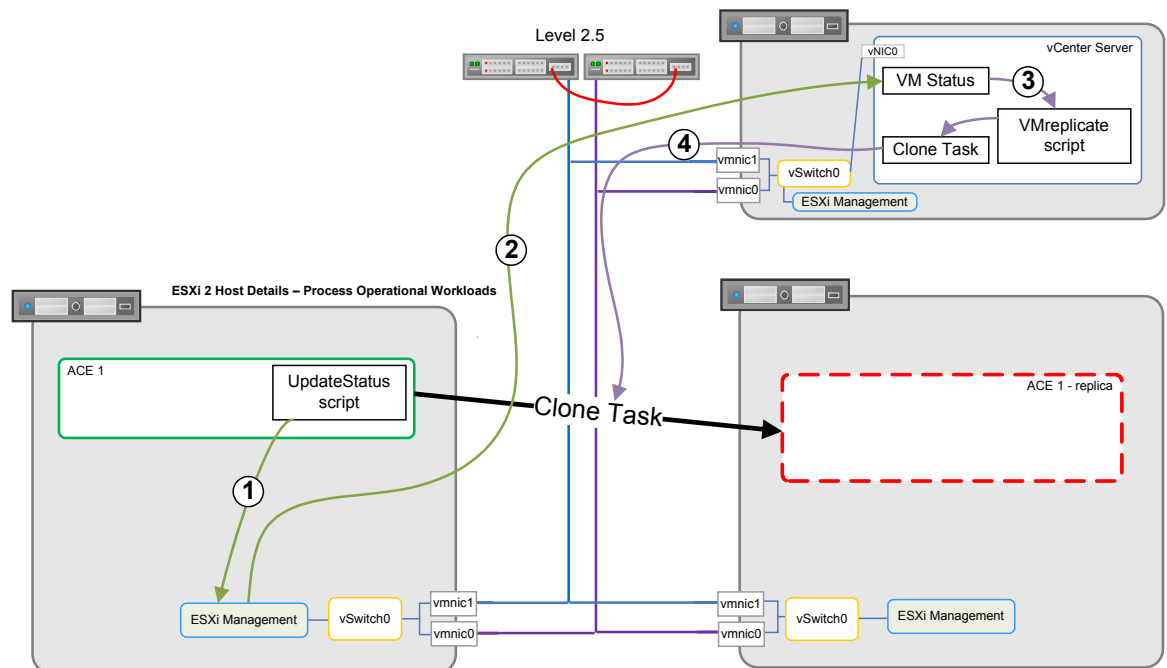 Level 2.5
vCenter Server
vNIC0
VM Status
3
VMreplicate
script
Clone Task
4
vmnic1
vSwitch0
vmnic0
ESXi Management
2
ESXi 2 Host Details – Process Operational Workloads
ACE 1
UpdateStatus
script
ACE 1 - replica
Clone Task
1
vmnic1
ESXi Management
vSwitch0
vmnic0
vmnic1
vSwitch0
ESXi Management
vmnic0